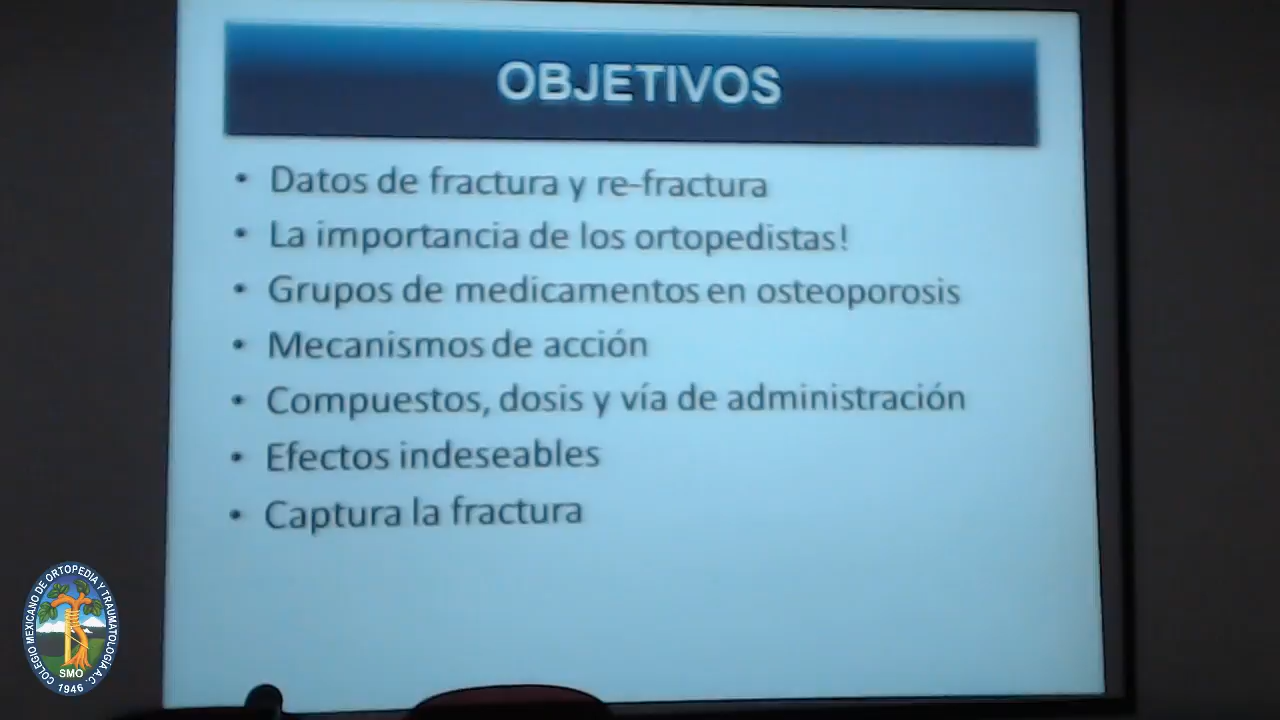 OBJETIVOS
• Datos de fractura y re-fractura
• La importancia de los ortopedistas!
• Grupos de medicamentos en osteoporosis
• Mecanismos de acción
• Compuestos, dosis y vía de administración
• Efectos indeseables
• Captura la fractura
COLEGIO MEXICANO DE ORTOPEDIA Y TRAUMATOLOGÍA A.C.
SMO
1946